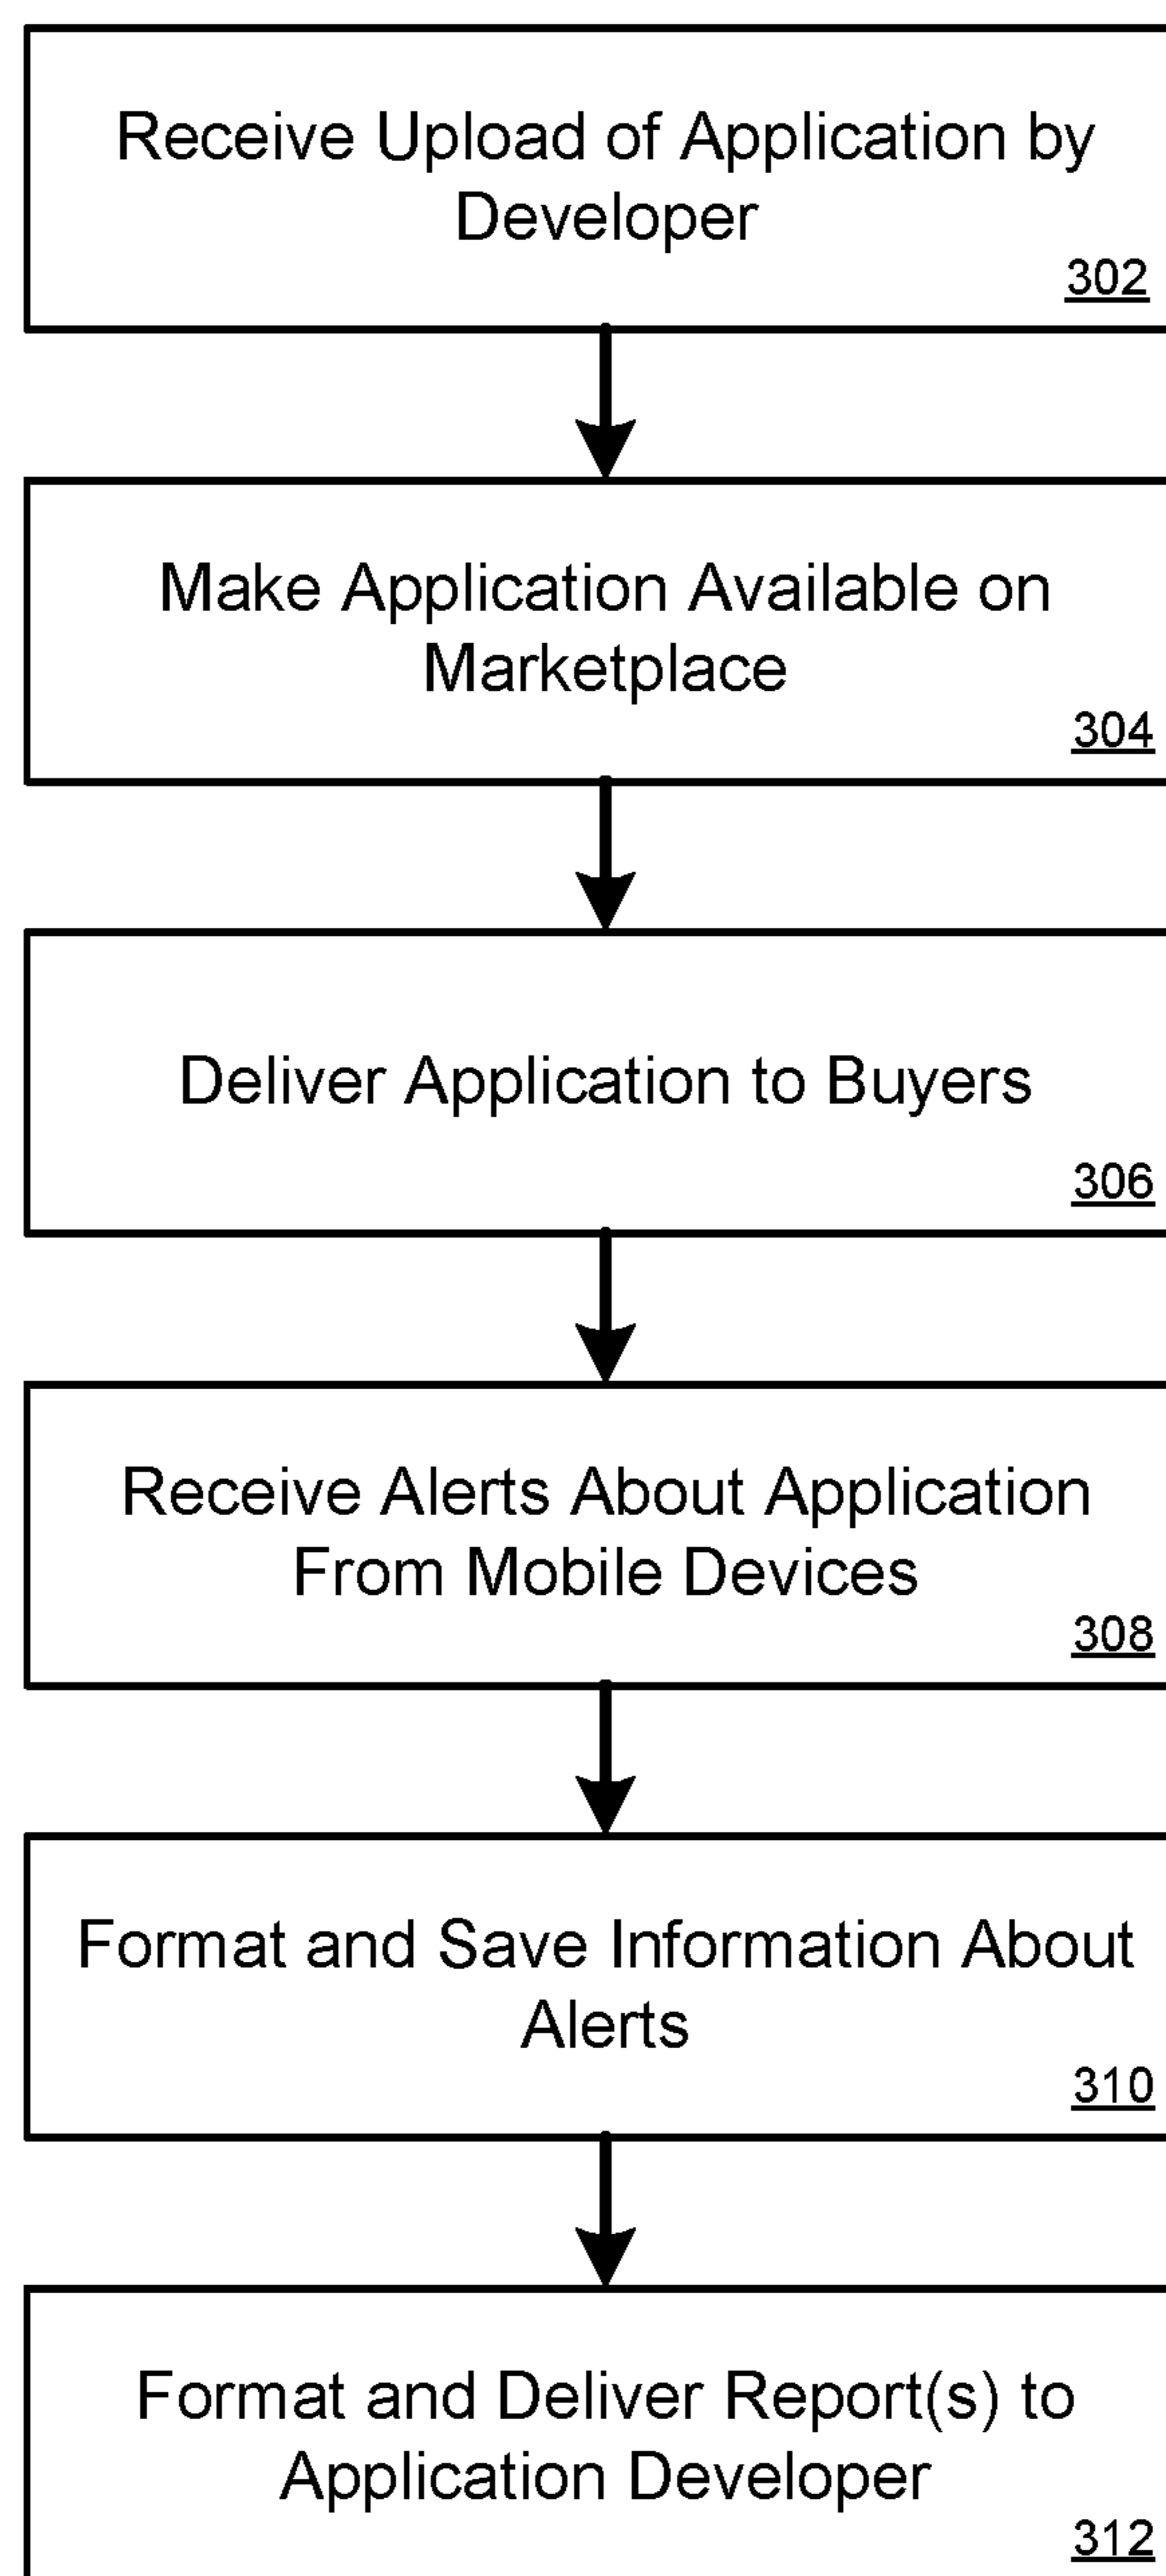 Receive Upload of Application by
Developer
302
Make Application Available on
Marketplace
304
Deliver Application to Buyers
306
Receive Alerts About Application
From Mobile Devices
308
Format and Save Information About
Alerts
310
Format and Deliver Report(s) to
Application Developer
312